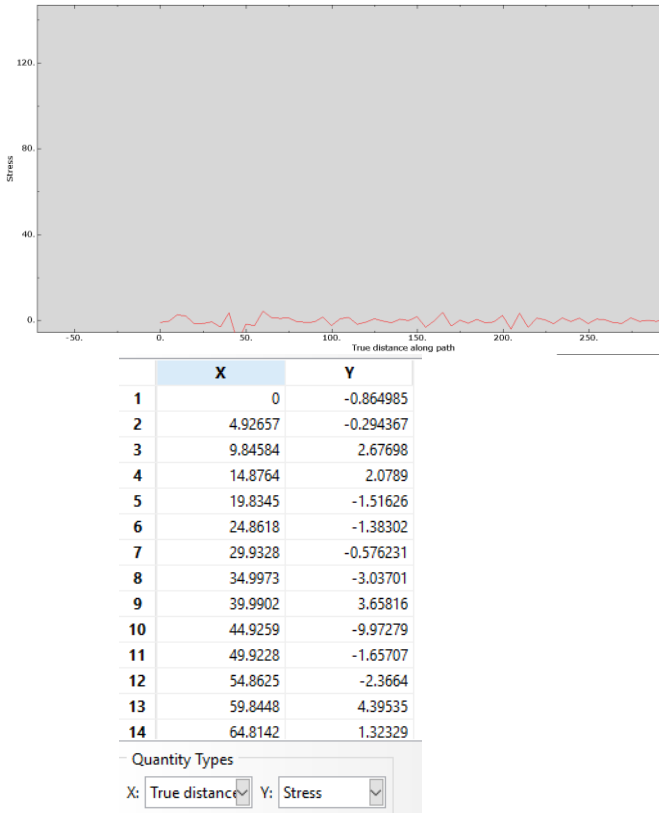 120.
80.
Stress
40.
0.
-50. 0. 50. 100. 150. 200. 250.
True distance along path
X Y
1 0 -0.864985
2 4.92657 -0.294367
3 9.84584 2.67698
4 14.8764 2.0789
5 19.8345 -1.51626
6 24.8618 -1.38302
7 29.9328 -0.576231
8 34.9973 -3.03701
9 39.9902 3.65816
10 44.9259 -9.97279
11 49.9228 -1.65707
12 54.8625 -2.3664
13 59.8448 4.39535
14 64.8142 1.32329
Quantity Types
X: True distance Y: Stress